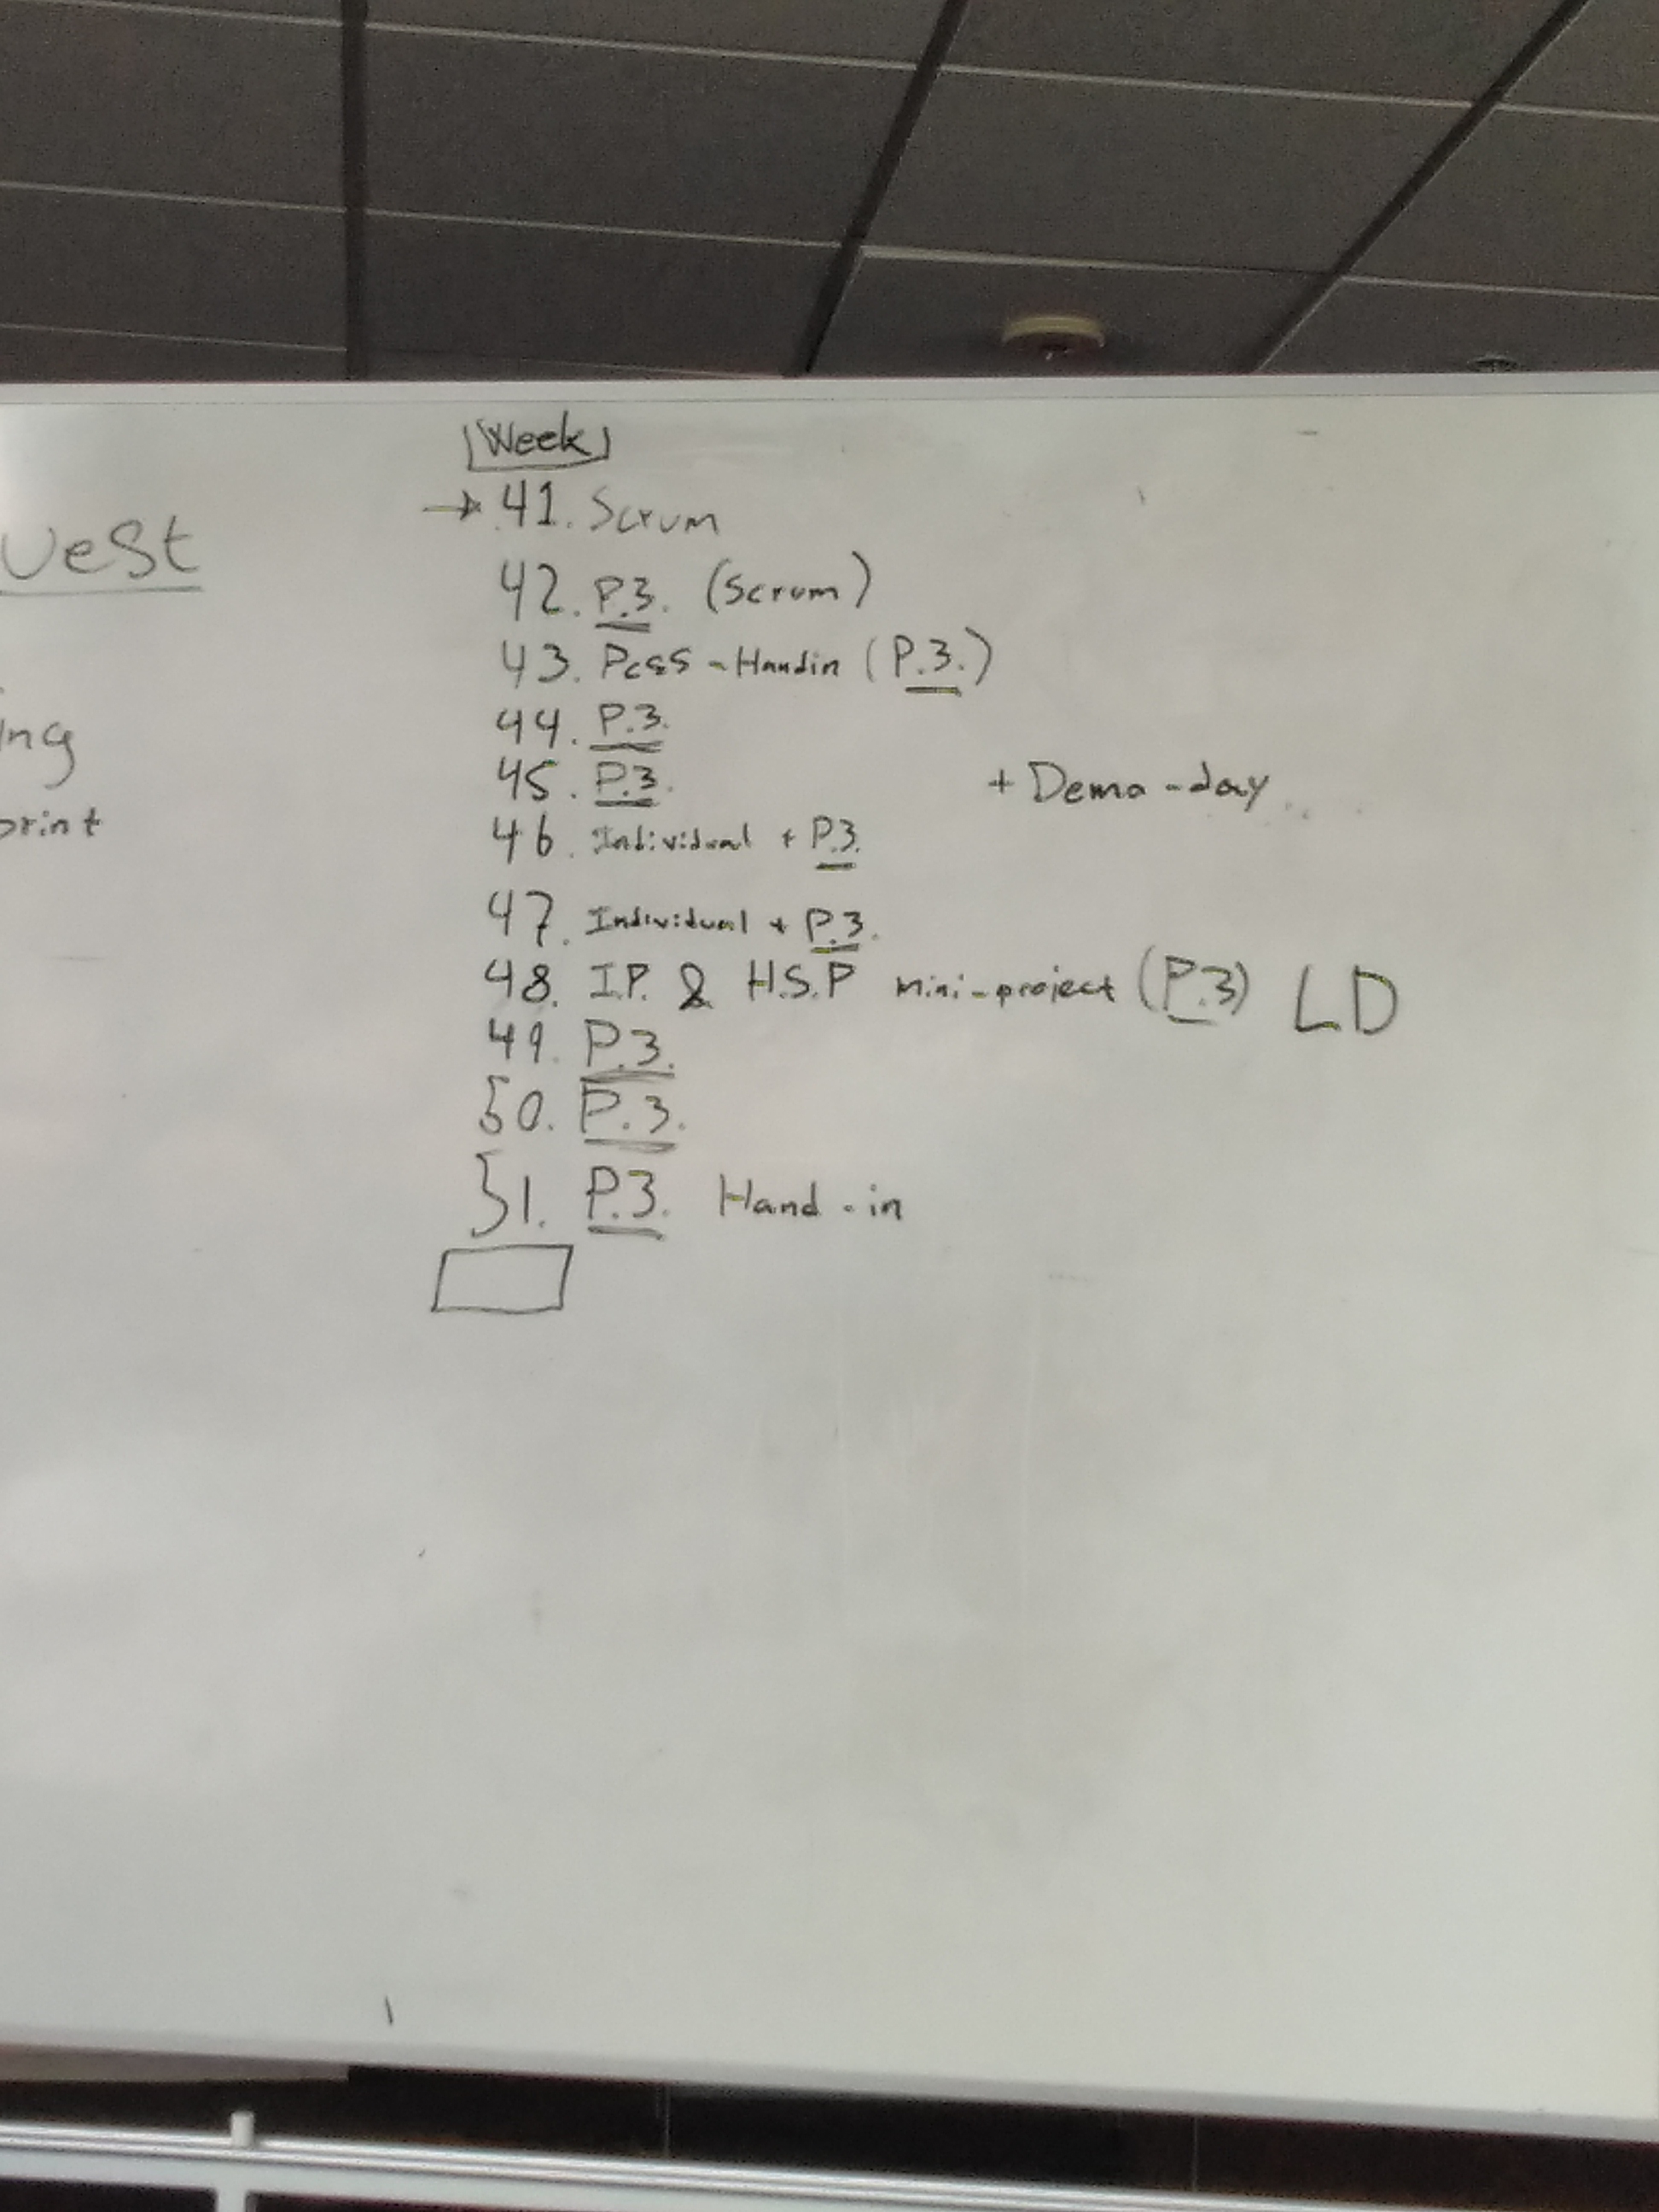 Week
→ 41. Scrum
42. P.3. (Scrum)
43. Pcss - Handin (P.3.)
44. P.3.
45. P.3. + Demo-day
46. Individual + P.3.
47. Individual + P.3.
48. I.P. & H.S.P mini-project (P.3) LD
49. P.3.
50. P.3.
51. P.3. Hand-in
uest
ing
print